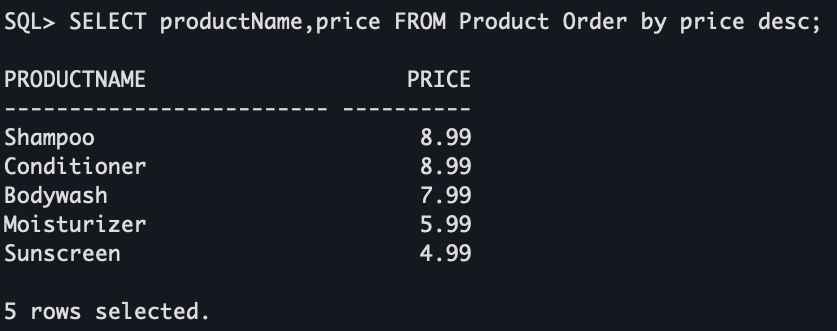 SQL> SELECT productName,price FROM Product Order by price desc;
PRODUCTNAME PRICE
------------------------- ----------
Shampoo 8.99
Conditioner 8.99
Bodywash 7.99
Moisturizer 5.99
Sunscreen 4.99
5 rows selected.